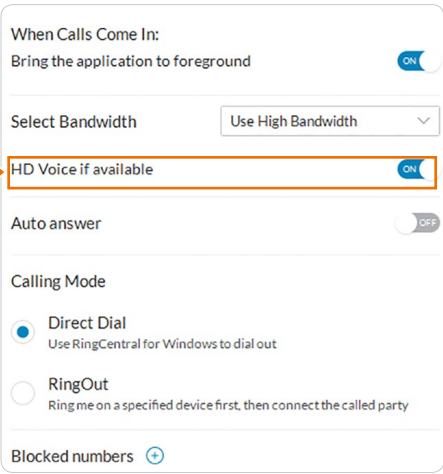 When Calls Come In:
Bring the application to foreground
ON
Select Bandwidth
Use High Bandwidth
HD Voice if available
ON
Auto answer
OFF
Calling Mode
Direct Dial
Use RingCentral for Windows to dial out
RingOut
Ring me on a specified device first, then connect the called party
Blocked numbers